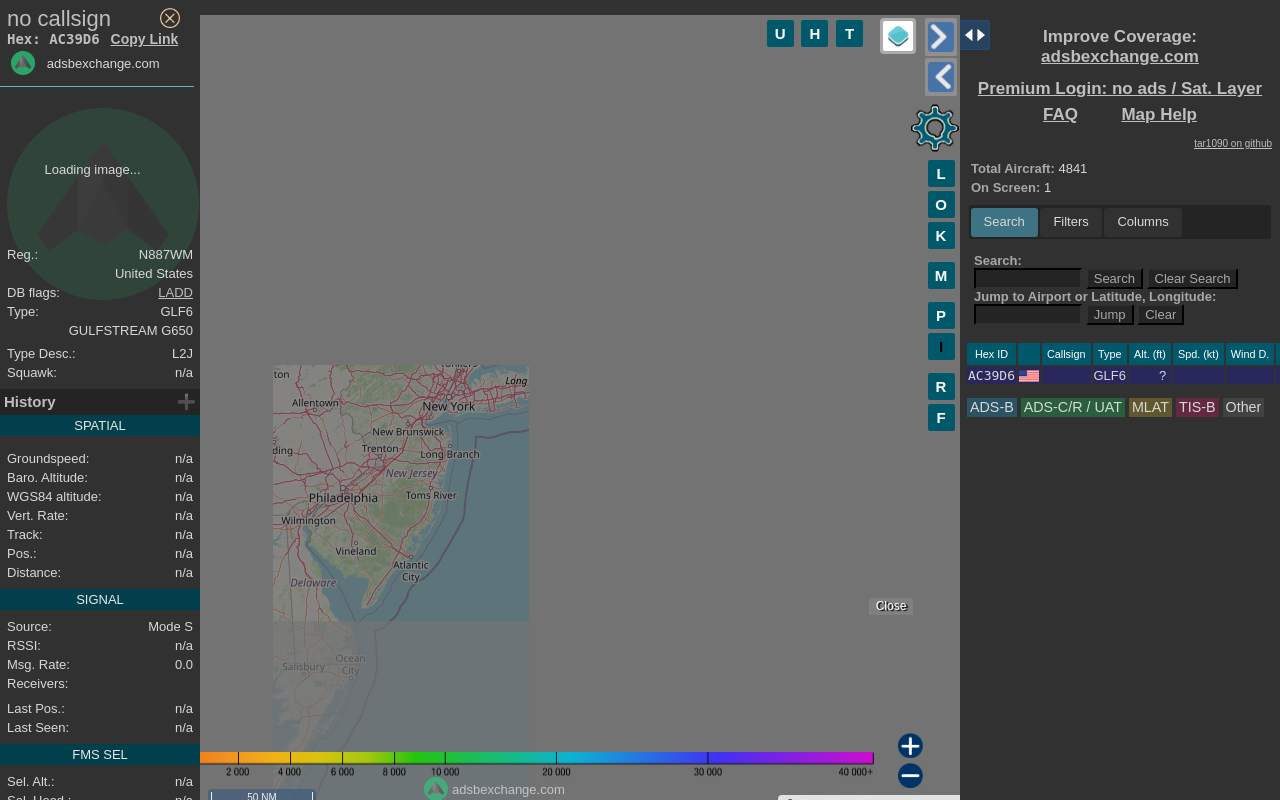 no callsign
Hex: AC39D6 Copy Link
adsbexchange.com
Loading image...
Reg.: N887WM
United States
DB flags: LADD
Type: GLF6
GULFSTREAM G650
Type Desc.: L2J
Squawk: n/a
History
SPATIAL
Groundspeed: n/a
Baro. Altitude: n/a
WGS84 altitude: n/a
Vert. Rate: n/a
Track: n/a
Pos.: n/a
Distance: n/a
SIGNAL
Source: Mode S
RSSI: n/a
Msg. Rate: 0.0
Receivers:
Last Pos.: n/a
Last Seen: n/a
FMS SEL
Sel. Alt.: n/a
Sel. Head.: n/a
U H T
L
O
K
M
P
I
R
F
ton
Yonkers
Long
Allentown
New York
New Brunswick
ding
Trenton
Long Branch
New Jersey
Philadelphia
Toms River
Wilmington
Vineland
Atlantic
City
Delaware
Ocean
City
Salisbury
Close
2 000 4 000 6 000 8 000 10 000 20 000 30 000 40 000+
adsbexchange.com
50 NM
Improve Coverage:
adsbexchange.com
Premium Login: no ads / Sat. Layer
FAQ Map Help
tar1090 on github
Total Aircraft: 4841
On Screen: 1
Search Filters Columns
Search:
Search Clear Search
Jump to Airport or Latitude, Longitude:
Jump Clear
Hex ID Callsign Type Alt. (ft) Spd. (kt) Wind D.
AC39D6 GLF6 ?
ADS-B ADS-C/R / UAT MLAT TIS-B Other